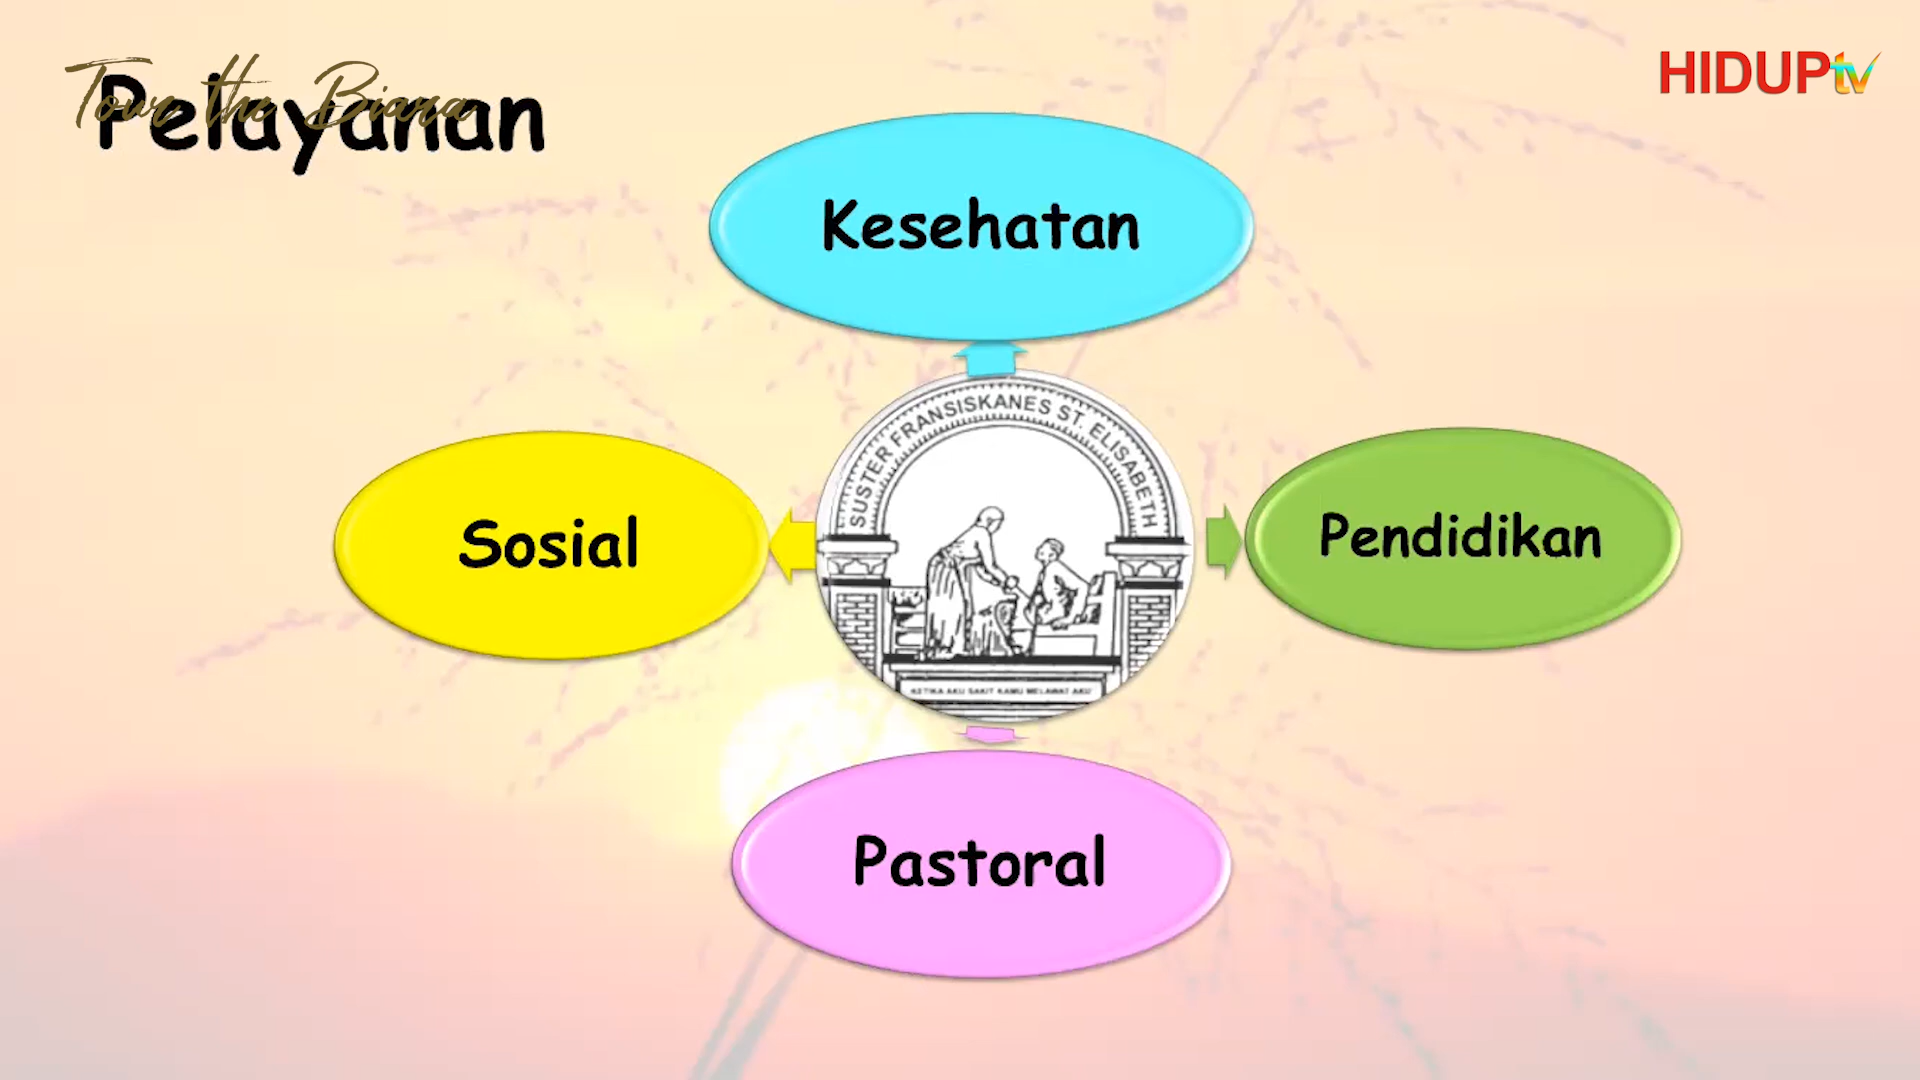 Tour the Biara
Pelayanan
HIDUPtv
Kesehatan
SUSTER FRANSISKANES ST. ELISABETH
Sosial
Pendidikan
KETIKA AKU SAKIT KAMU MELAWAT AKU
Pastoral